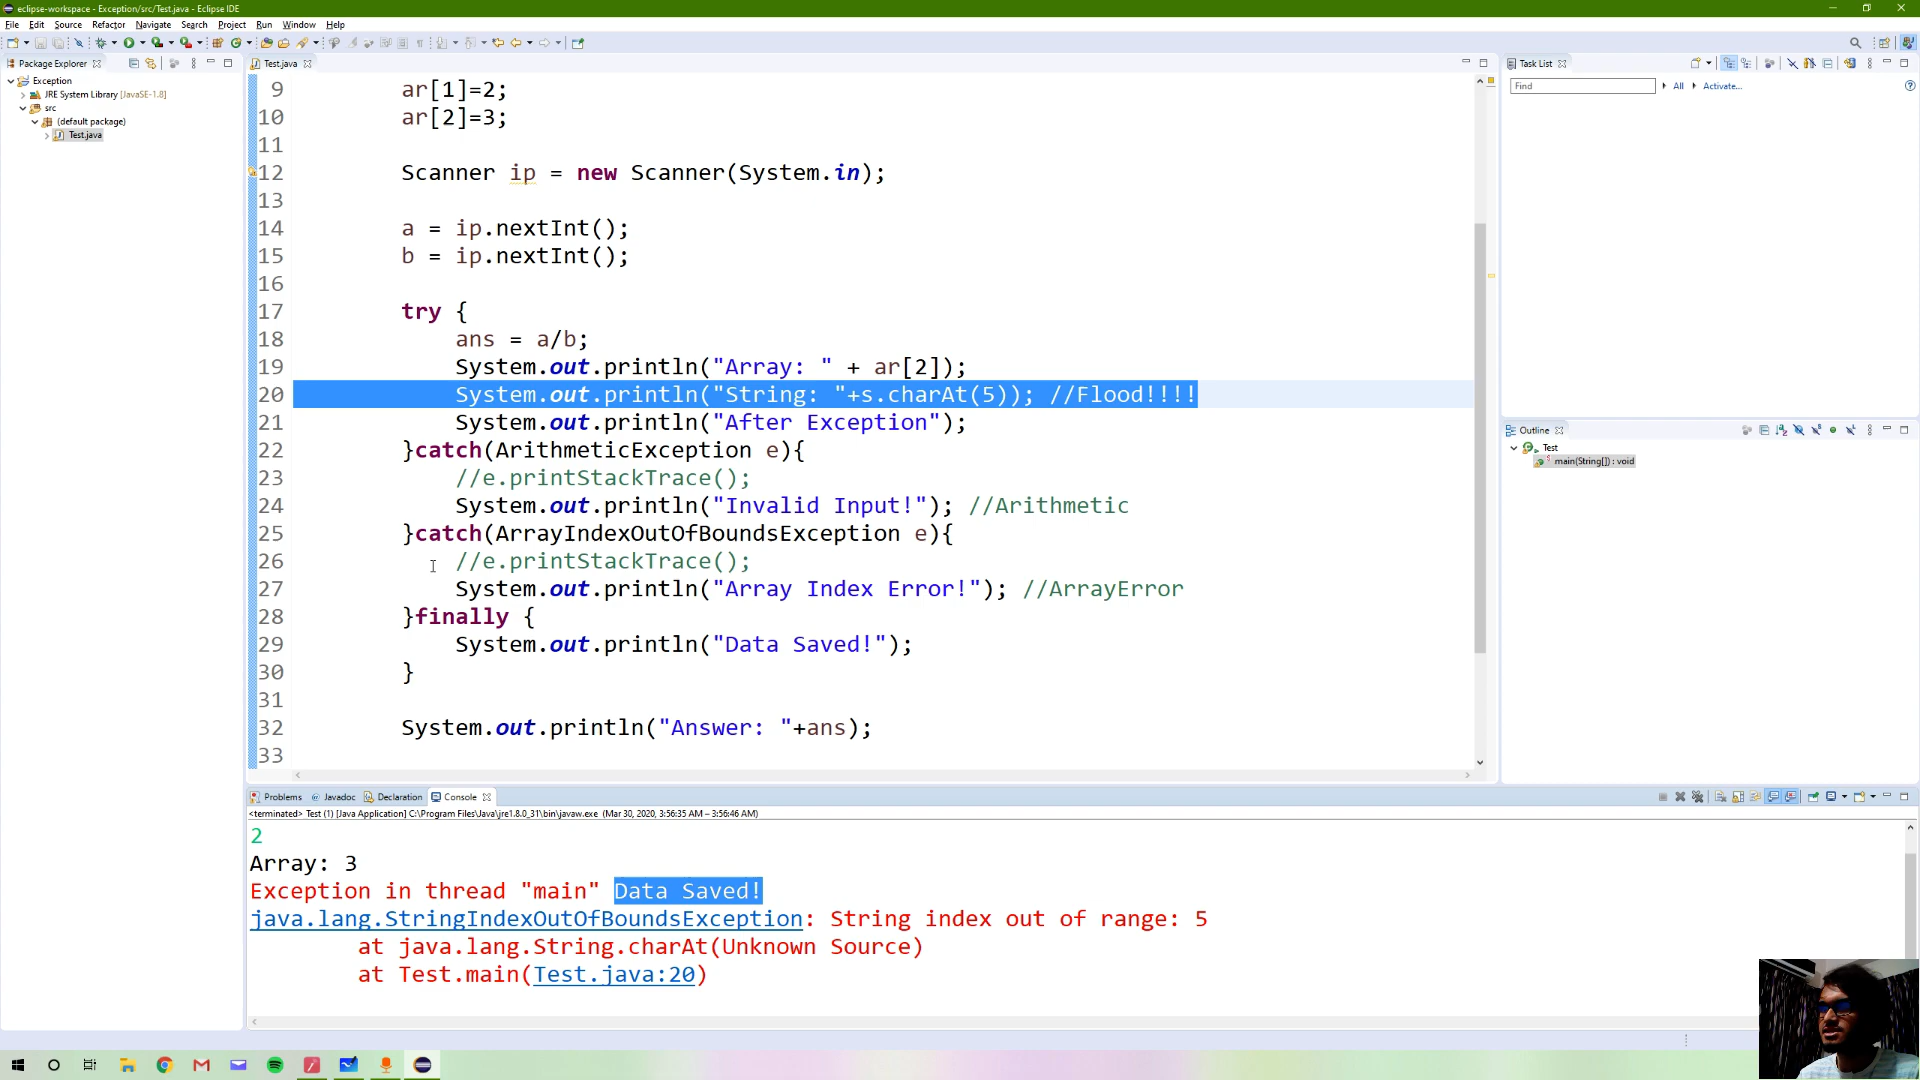 eclipse-workspace - Exception/src/Test.java - Eclipse IDE
File Edit Source Refactor Navigate Search Project Run Window Help
Package Explorer
Exception
JRE System Library [JavaSE-1.8]
src
(default package)
Test.java
Test.java
9 ar[1]=2;
10 ar[2]=3;
11
12 Scanner ip = new Scanner(System.in);
13
14 a = ip.nextInt();
15 b = ip.nextInt();
16
17 try {
18 ans = a/b;
19 System.out.println("Array: " + ar[2]);
20 System.out.println("String: "+s.charAt(5)); //Flood!!!!
21 System.out.println("After Exception");
22 }catch(ArithmeticException e){
23 //e.printStackTrace();
24 System.out.println("Invalid Input!"); //Arithmetic
25 }catch(ArrayIndexOutOfBoundsException e){
26 //e.printStackTrace();
27 System.out.println("Array Index Error!"); //ArrayError
28 }finally {
29 System.out.println("Data Saved!");
30 }
31
32 System.out.println("Answer: "+ans);
33
Task List
Find All Activate...
Outline
Test
main(String[]) : void
Problems Javadoc Declaration Console
<terminated> Test (1) [Java Application] C:\Program Files\Java\jre1.8.0_31\bin\javaw.exe (Mar 30, 2020, 3:56:35 AM – 3:56:46 AM)
2
Array: 3
Exception in thread "main" Data Saved!
java.lang.StringIndexOutOfBoundsException: String index out of range: 5
at java.lang.String.charAt(Unknown Source)
at Test.main(Test.java:20)